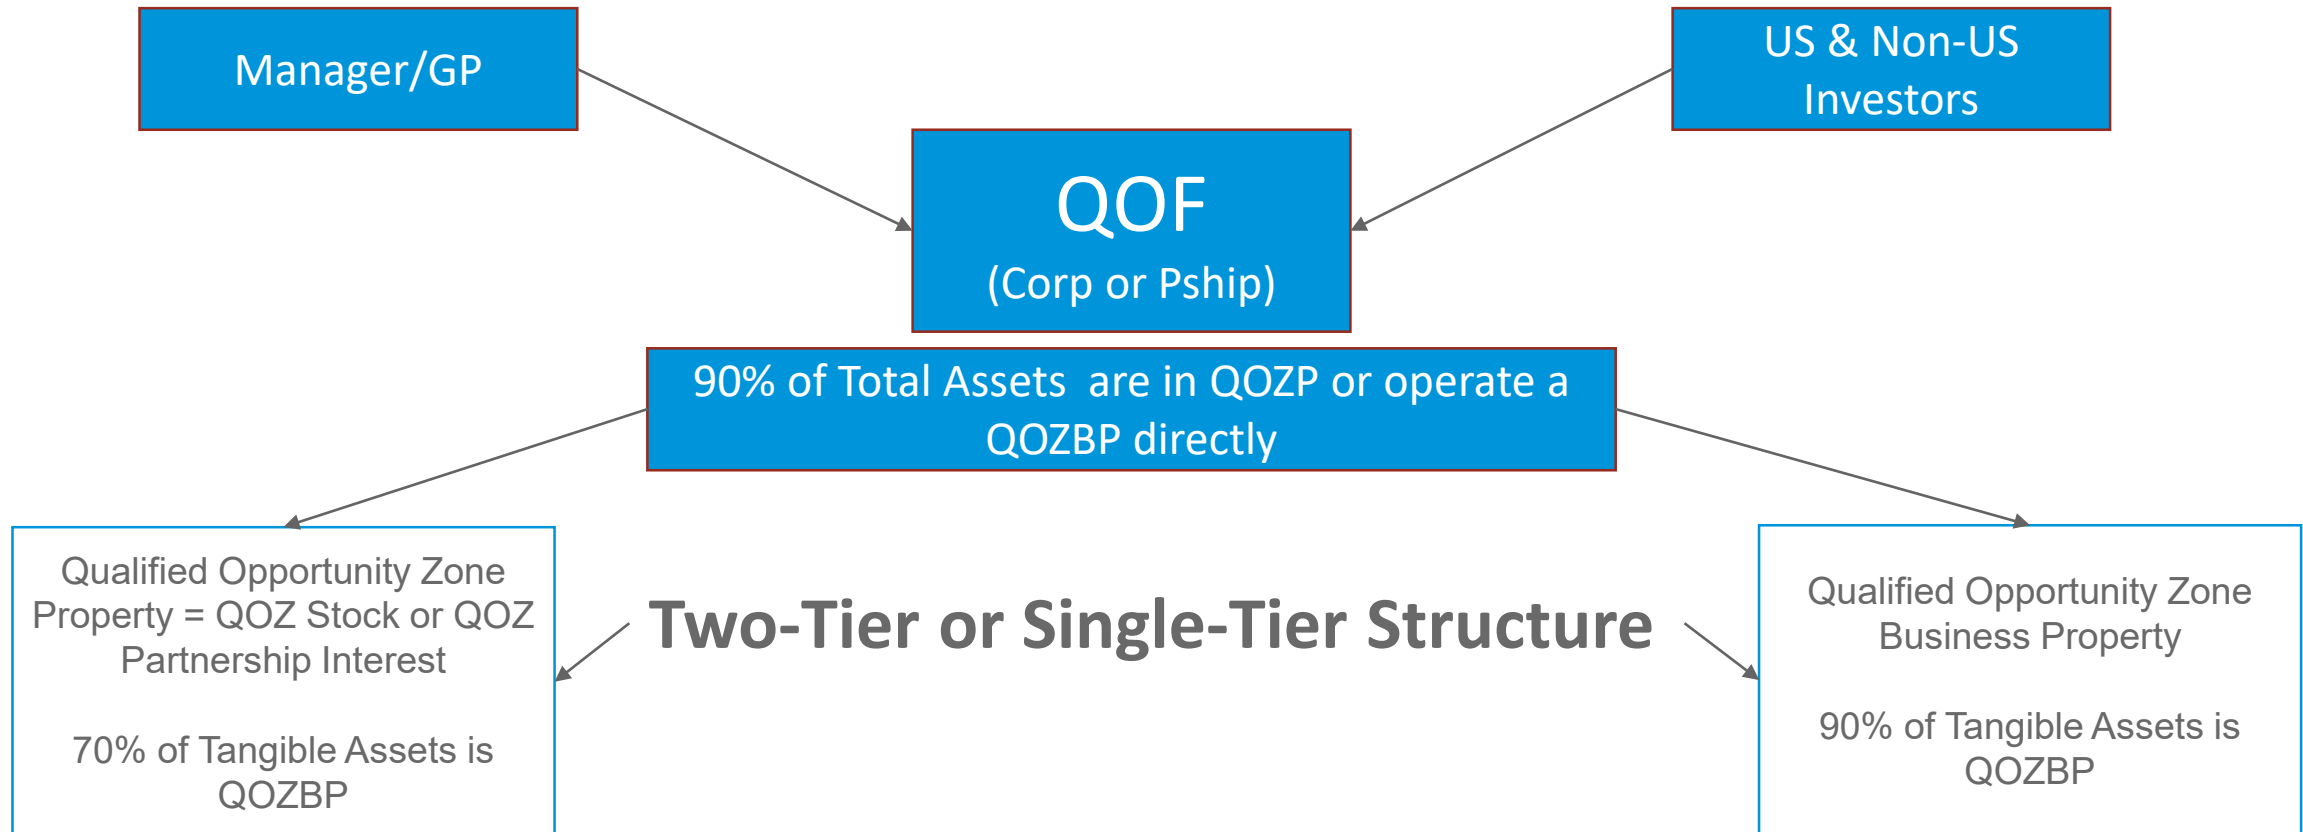 Manager/GP
US & Non-US
Investors
QOF
(Corp or Pship)
90% of Total Assets  are in QOZP or operate a
QOZBP directly
Qualified Opportunity Zone
Property = QOZ Stock or QOZ
Partnership Interest
70% of Tangible Assets is
QOZBP
Two-Tier or Single-Tier Structure
Qualified Opportunity Zone
Business Property
90% of Tangible Assets is
QOZBP